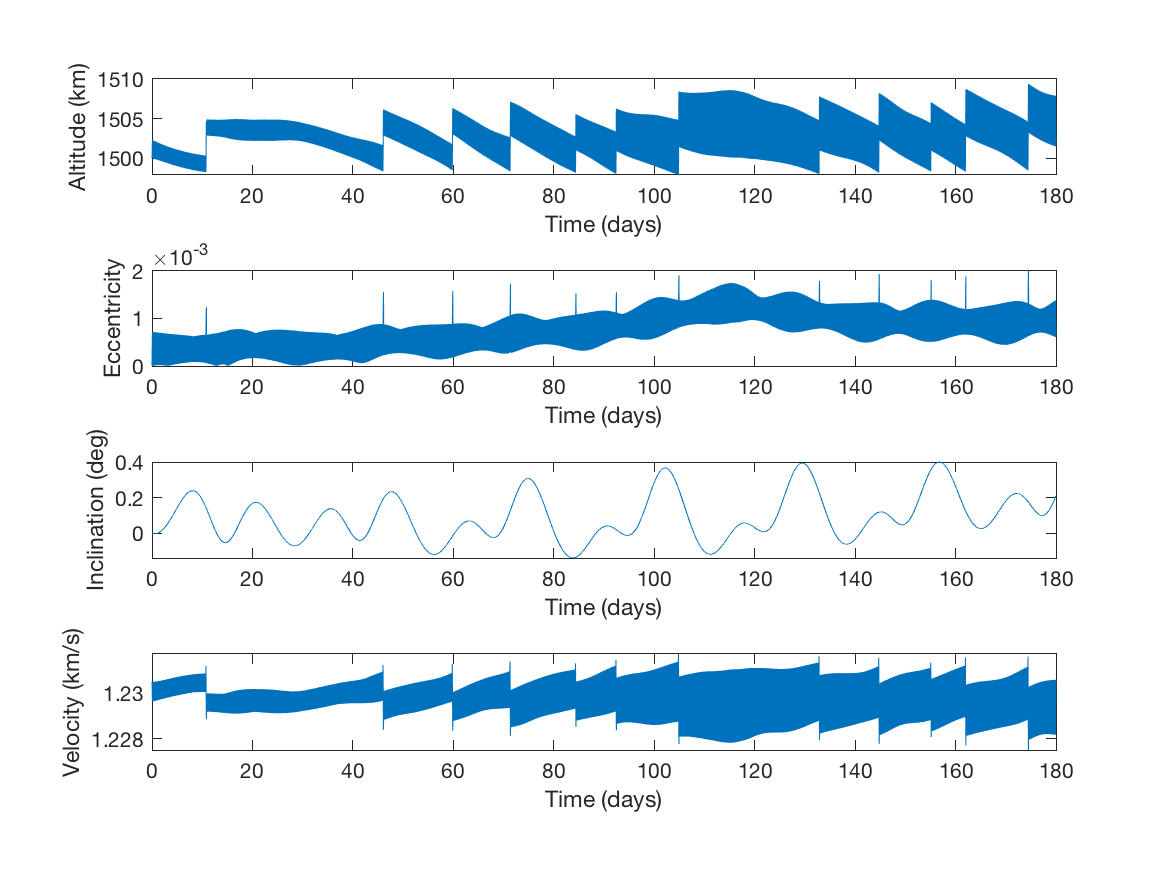 Altitude (km)
1510
1505
1500
0 20 40 60 80 100 120 140 160 180
Time (days)
×10-3
Eccentricity
2
1
0
0 20 40 60 80 100 120 140 160 180
Time (days)
Inclination (deg)
0.4
0.2
0
0 20 40 60 80 100 120 140 160 180
Time (days)
Velocity (km/s)
1.23
1.228
0 20 40 60 80 100 120 140 160 180
Time (days)